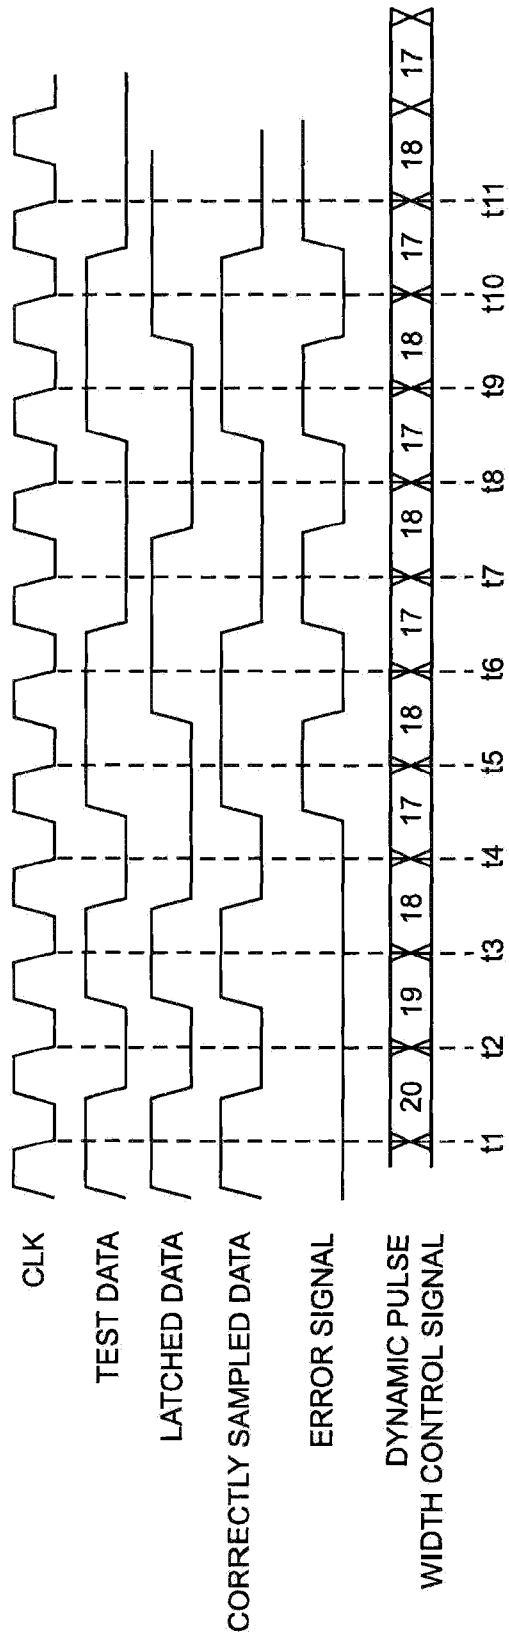 CLK
TEST DATA
LATCHED DATA
CORRECTLY SAMPLED DATA
ERROR SIGNAL
DYNAMIC PULSE
WIDTH CONTROL SIGNAL
20 19 18 17 18 17 18 17 18 17 18 17
t1 t2 t3 t4 t5 t6 t7 t8 t9 t10 t11